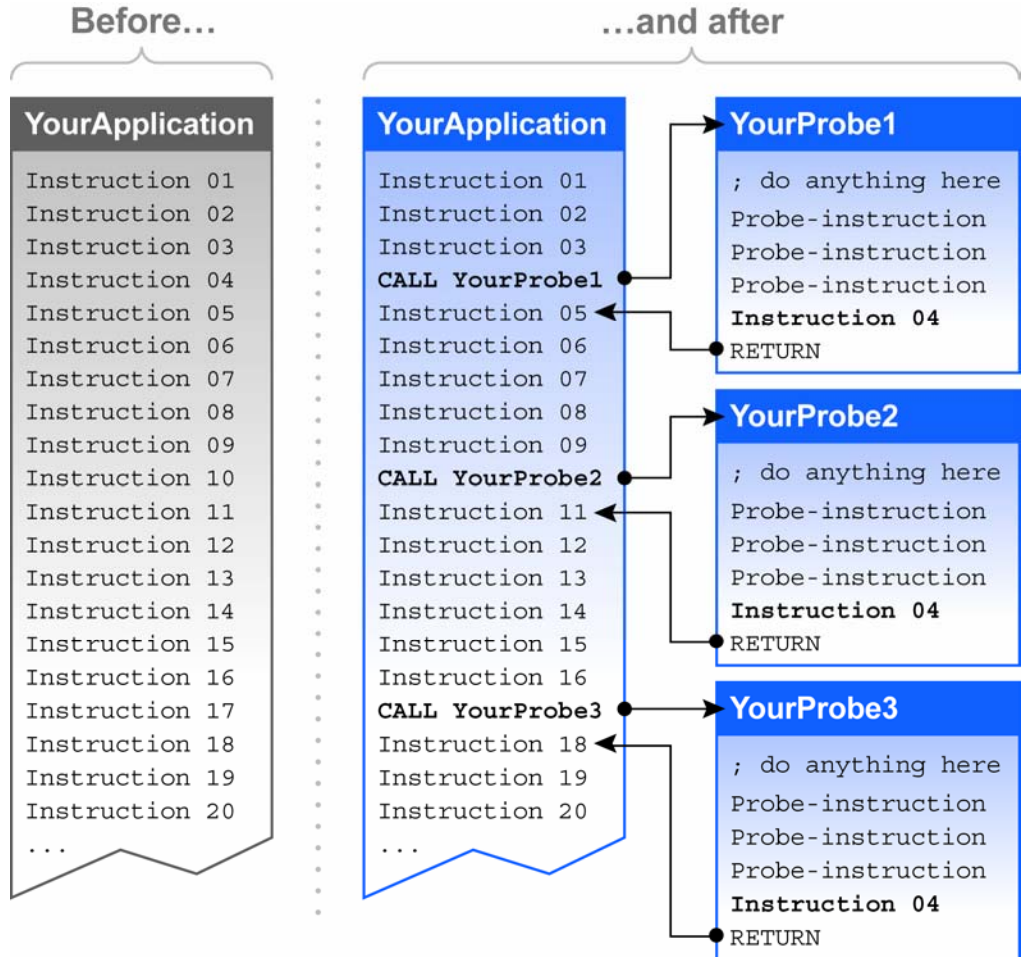 Before...
...and after
YourApplication
Instruction 01
Instruction 02
Instruction 03
Instruction 04
Instruction 05
Instruction 06
Instruction 07
Instruction 08
Instruction 09
Instruction 10
Instruction 11
Instruction 12
Instruction 13
Instruction 14
Instruction 15
Instruction 16
Instruction 17
Instruction 18
Instruction 19
Instruction 20
...
YourApplication
Instruction 01
Instruction 02
Instruction 03
CALL YourProbe1
Instruction 05
Instruction 06
Instruction 07
Instruction 08
Instruction 09
CALL YourProbe2
Instruction 11
Instruction 12
Instruction 13
Instruction 14
Instruction 15
Instruction 16
CALL YourProbe3
Instruction 18
Instruction 19
Instruction 20
...
YourProbe1
; do anything here
Probe-instruction
Probe-instruction
Probe-instruction
Instruction 04
RETURN
YourProbe2
; do anything here
Probe-instruction
Probe-instruction
Probe-instruction
Instruction 04
RETURN
YourProbe3
; do anything here
Probe-instruction
Probe-instruction
Probe-instruction
Instruction 04
RETURN